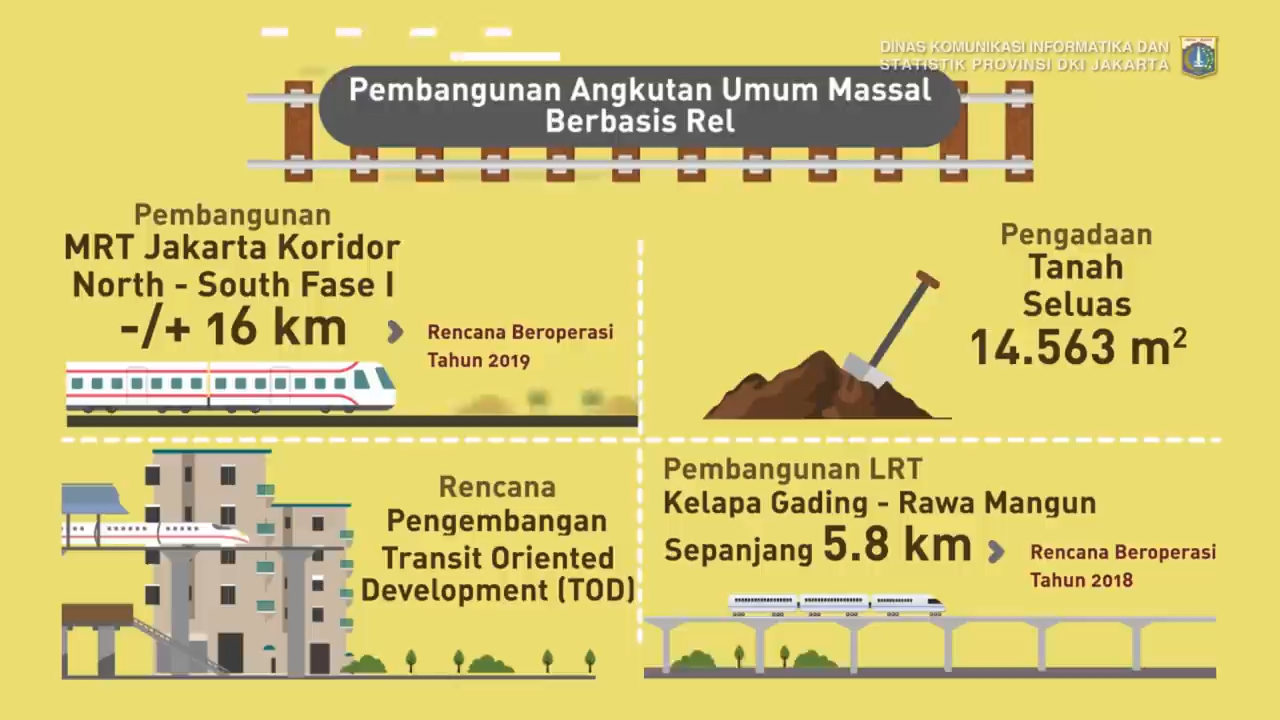 DINAS KOMUNIKASI INFORMATIKA DAN
STATISTIK PROVINSI DKI JAKARTA
Pembangunan Angkutan Umum Massal
Berbasis Rel
Pembangunan
MRT Jakarta Koridor
North - South Fase I
-/+ 16 km
Rencana Beroperasi
Tahun 2019
Pengadaan
Tanah
Seluas
14.563 m²
Rencana
Pengembangan
Transit Oriented
Development (TOD)
Pembangunan LRT
Kelapa Gading - Rawa Mangun
Sepanjang 5.8 km
Rencana Beroperasi
Tahun 2018